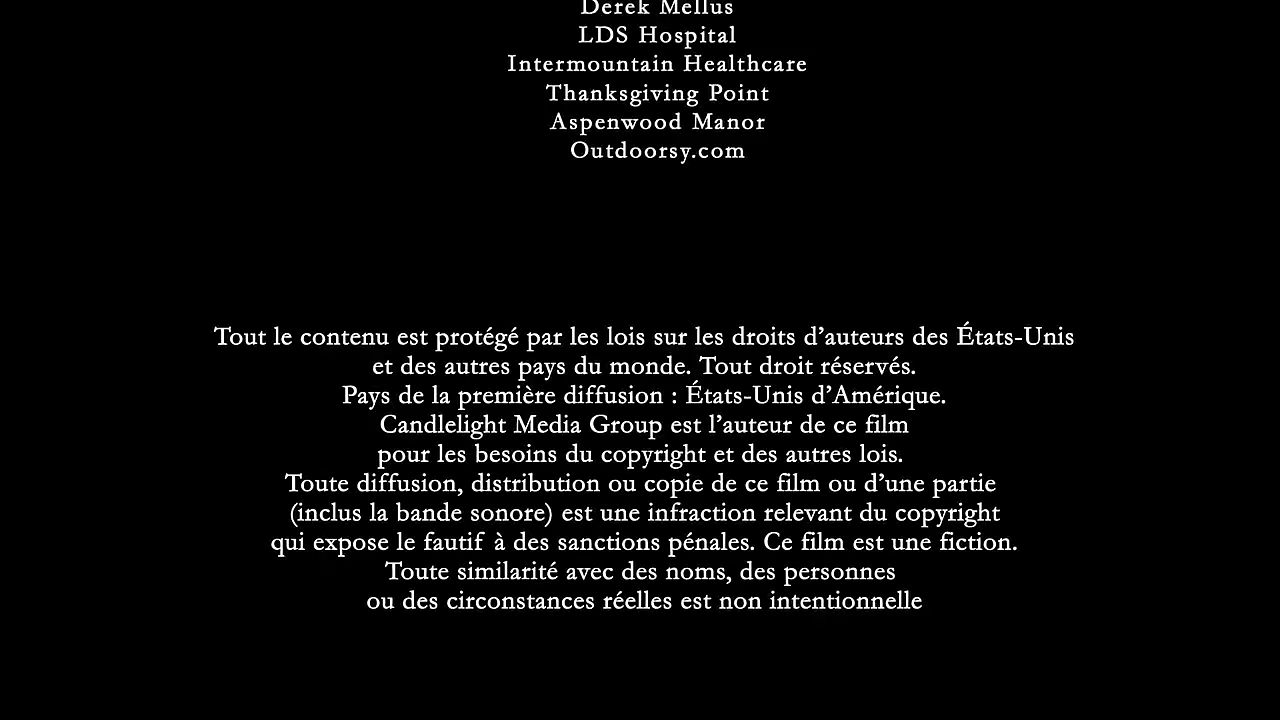 Derek Mellus
LDS Hospital
Intermountain Healthcare
Thanksgiving Point
Aspenwood Manor
Outdoorsy.com
Tout le contenu est protégé par les lois sur les droits d’auteurs des États-Unis
et des autres pays du monde. Tout droit réservés.
Pays de la première diffusion : États-Unis d’Amérique.
Candlelight Media Group est l’auteur de ce film
pour les besoins du copyright et des autres lois.
Toute diffusion, distribution ou copie de ce film ou d’une partie
(inclus la bande sonore) est une infraction relevant du copyright
qui expose le fautif à des sanctions pénales. Ce film est une fiction.
Toute similarité avec des noms, des personnes
ou des circonstances réelles est non intentionnelle